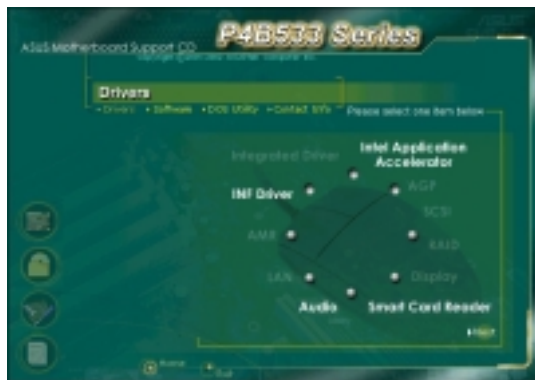 P4B533 Series
ASUS Motherboard Support CD
Drivers
Drivers Software DOS Utility Contact Info
Please select one item below
Integrated Driver
Intel Application
Accelerator
INF Driver
AGP
SCSI
AMR
RAID
LAN
Display
Audio
Smart Card Reader